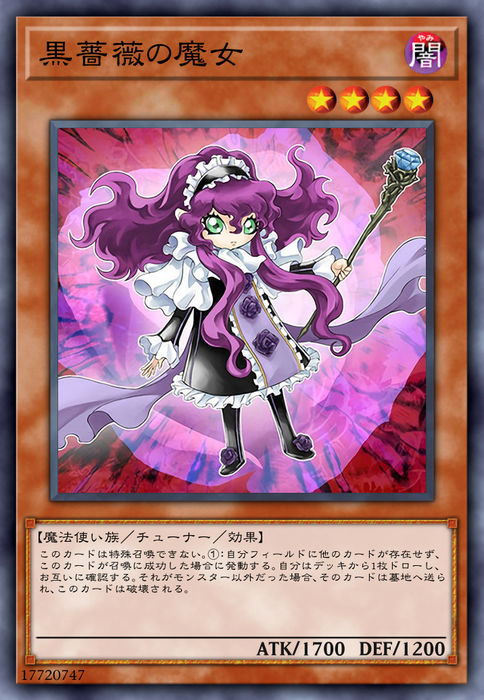 黒薔薇の魔女
やみ
闇
【魔法使い族／チューナー／効果】
このカードは特殊召喚できない。①：自分フィールドに他のカードが存在せず、
このカードが召喚に成功した場合に発動する。自分はデッキから1枚ドローし、
お互いに確認する。それがモンスター以外だった場合、そのカードは墓地へ送ら
れ、このカードは破壊される。
ATK/1700 DEF/1200
17720747